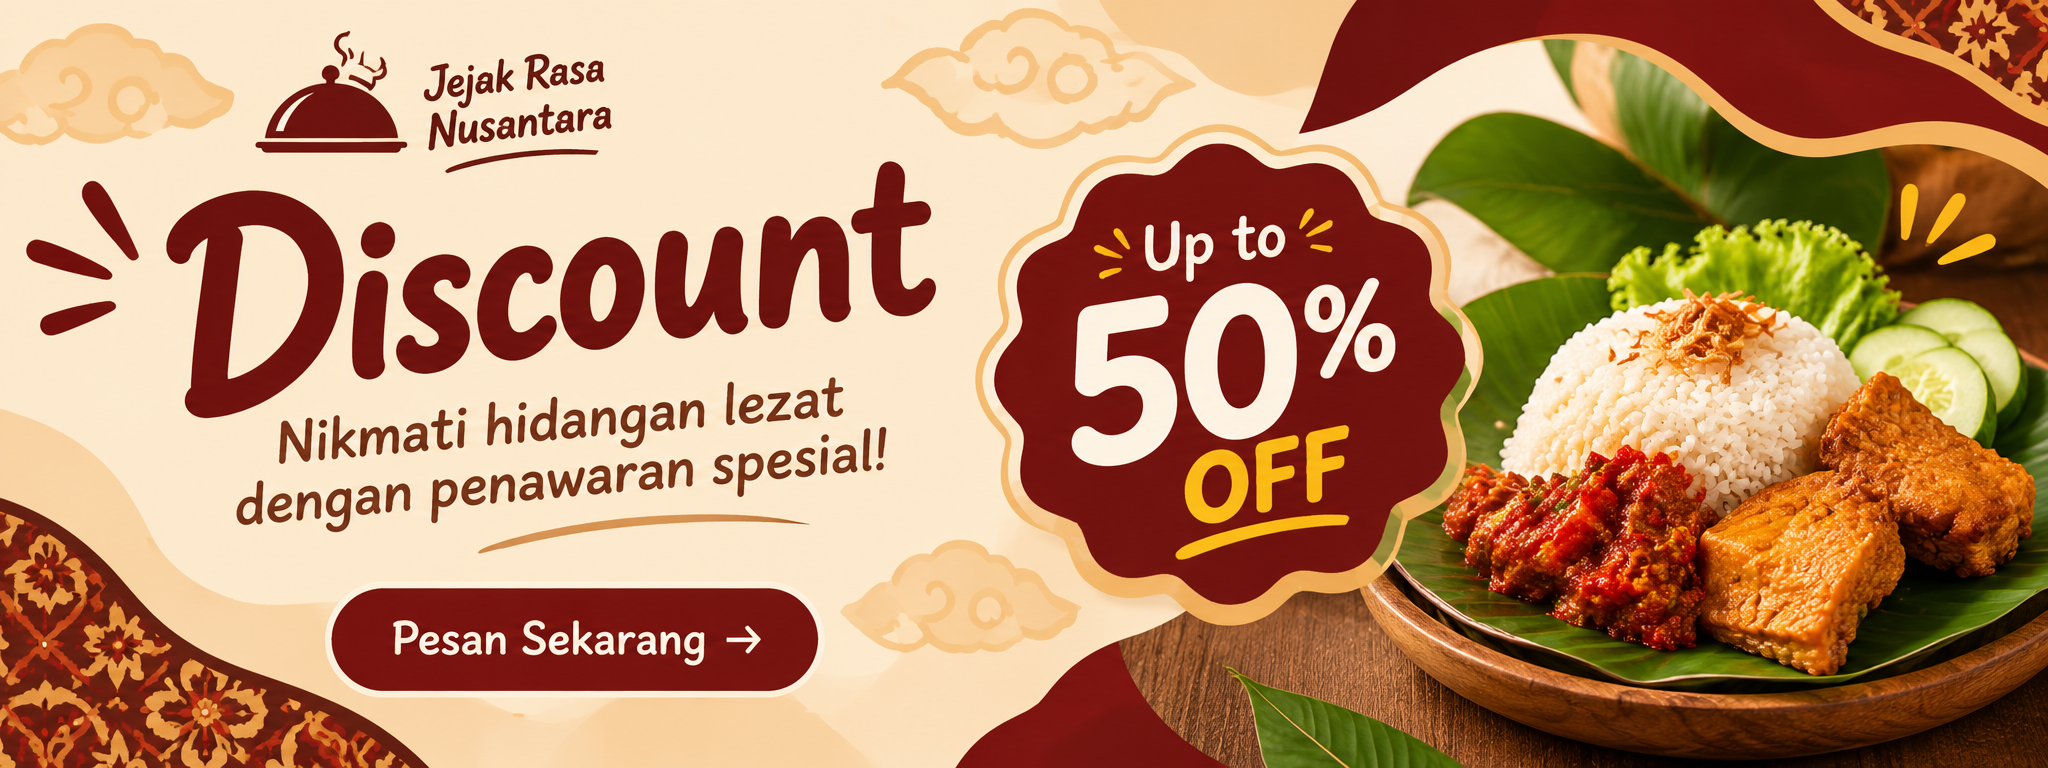 Jejak Rasa
Nusantara
Discount
Nikmati hidangan lezat
dengan penawaran spesial!
Pesan Sekarang →
Up to
50%
OFF